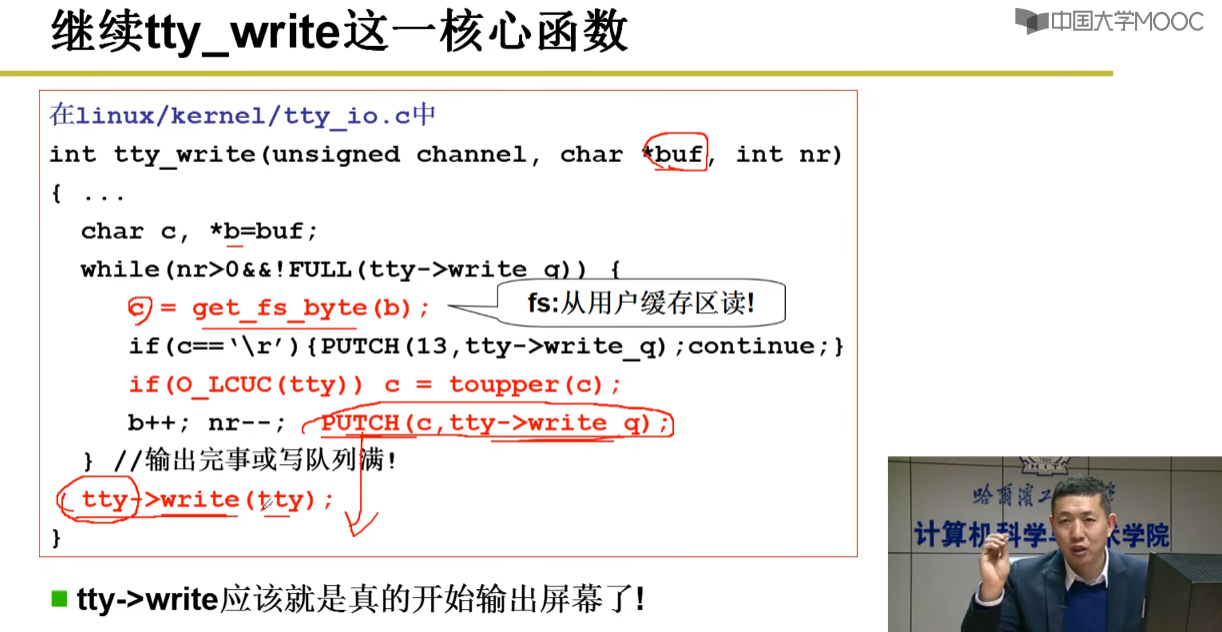 继续tty_write这一核心函数
中国大学MOOC
在linux/kernel/tty_io.c中
int tty_write(unsigned channel, char *buf, int nr)
{ ...
char c, *b=buf;
while(nr>0&&!FULL(tty->write_q)) {
c = get_fs_byte(b);
fs:从用户缓存区读!
if(c==‘\r’){PUTCH(13,tty->write_q);continue;}
if(O_LCUC(tty)) c = toupper(c);
b++; nr--; PUTCH(c,tty->write_q);
} //输出完事或写队列满!
tty->write(tty);
}
tty->write应该就是真的开始输出屏幕了!
HIT
哈爾濱工
计算机科学 术学院